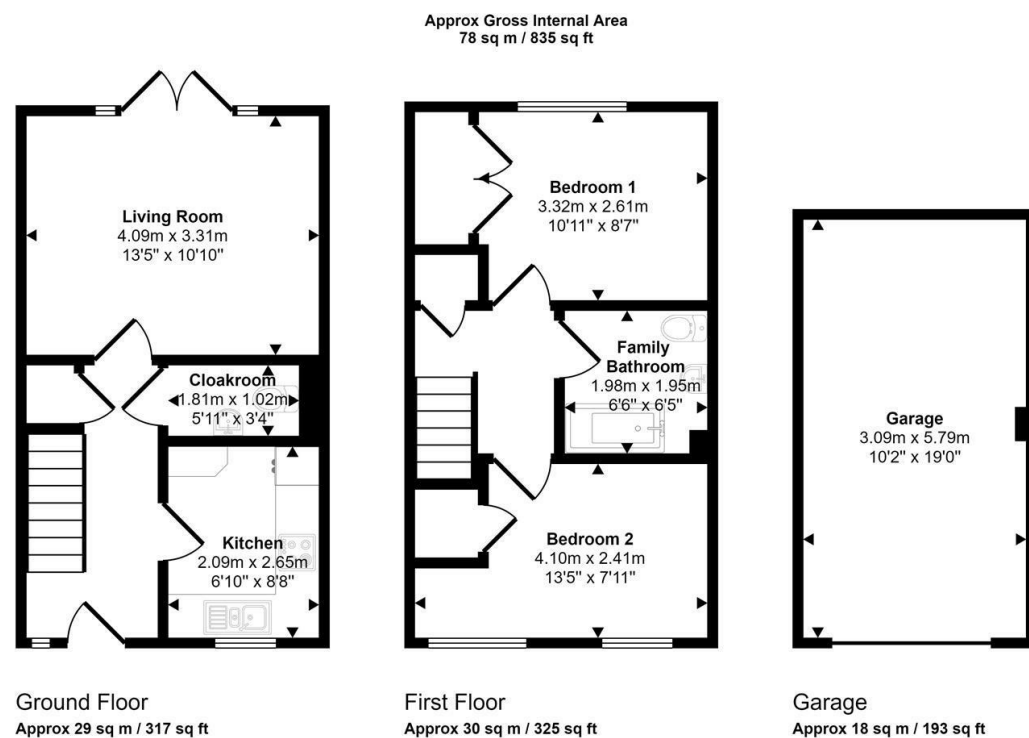 Approx Gross Internal Area
78 sq m / 835 sq ft
Living Room
4.09m x 3.31m
13'5" x 10'10"
Cloakroom
1.81m x 1.02m
5'11" x 3'4"
Kitchen
2.09m x 2.65m
6'10" x 8'8"
Bedroom 1
3.32m x 2.61m
10'11" x 8'7"
Family
Bathroom
1.98m x 1.95m
6'6" x 6'5"
Bedroom 2
4.10m x 2.41m
13'5" x 7'11"
Garage
3.09m x 5.79m
10'2" x 19'0"
Ground Floor
Approx 29 sq m / 317 sq ft
First Floor
Approx 30 sq m / 325 sq ft
Garage
Approx 18 sq m / 193 sq ft